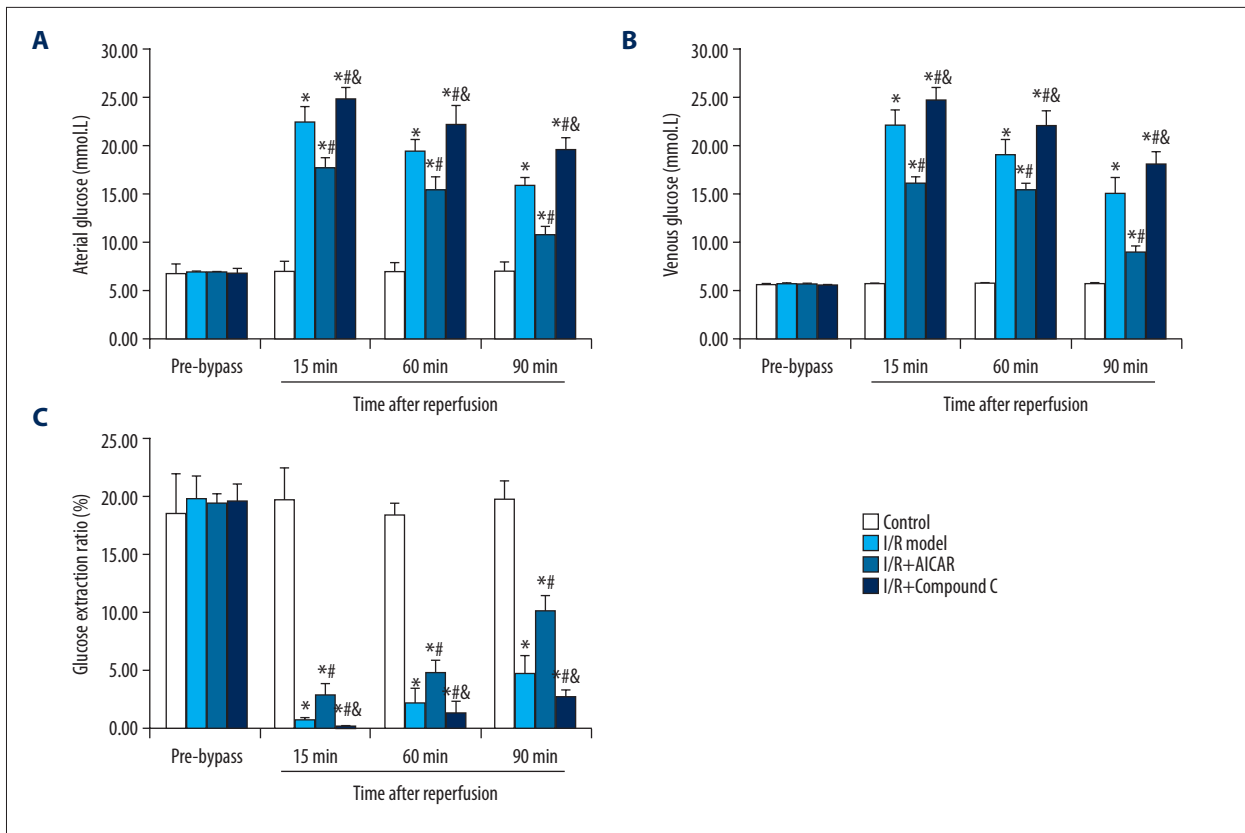 A
30.00
25.00
20.00
15.00
10.00
5.00
0.00
Aterial glucose (mmol.L)
*
*#
*#&
*
*#
*#&
*
*#
*#&
Pre-bypass
15 min
60 min
90 min
Time after reperfusion
B
30.00
25.00
20.00
15.00
10.00
5.00
0.00
Venous glucose (mmol.L)
*
*#
*#&
*
*#
*#&
*
*#
*#&
Pre-bypass
15 min
60 min
90 min
Time after reperfusion
C
25.00
20.00
15.00
10.00
5.00
0.00
Glucose extraction ratio (%)
*
*#
*#&
*
*#
*#&
*
*#
*#&
Pre-bypass
15 min
60 min
90 min
Time after reperfusion
Control
I/R model
I/R+AICAR
I/R+Compound C